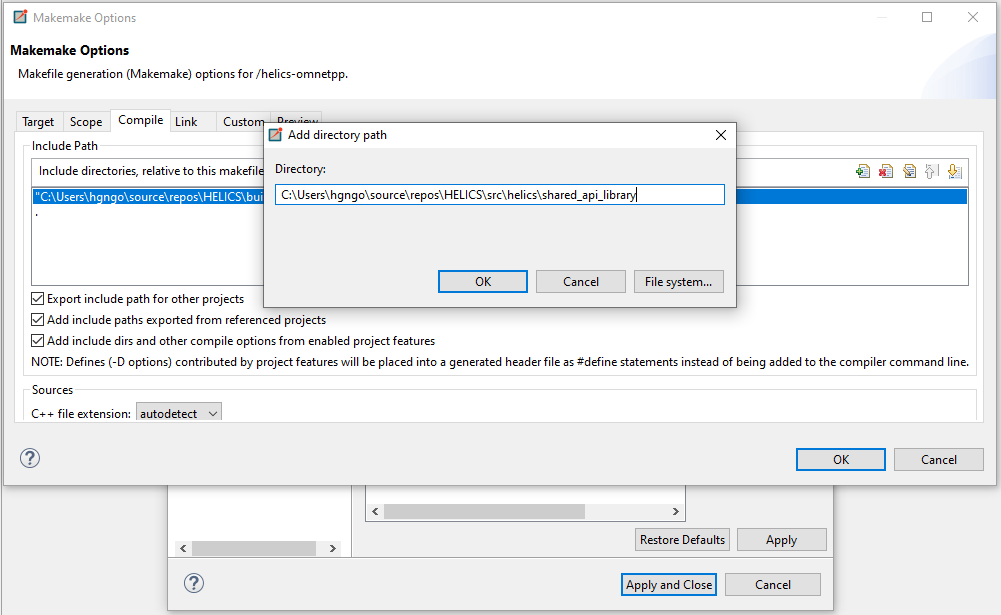 Makemake Options
Makemake Options
Makefile generation (Makemake) options for /helics-omnetpp.
Target Scope Compile Link Custom Preview
Include Path
Include directories, relative to this makefile
"C:\Users\hgngo\source\repos\HELICS\bui
.
Add directory path
Directory:
C:\Users\hgngo\source\repos\HELICS\src\helics\shared_api_library
OK Cancel File system...
Export include path for other projects
Add include paths exported from referenced projects
Add include dirs and other compile options from enabled project features
NOTE: Defines (-D options) contributed by project features will be placed into a generated header file as #define statements instead of being added to the compiler command line.
Sources
C++ file extension: autodetect
?
OK Cancel
Restore Defaults Apply
?
Apply and Close Cancel